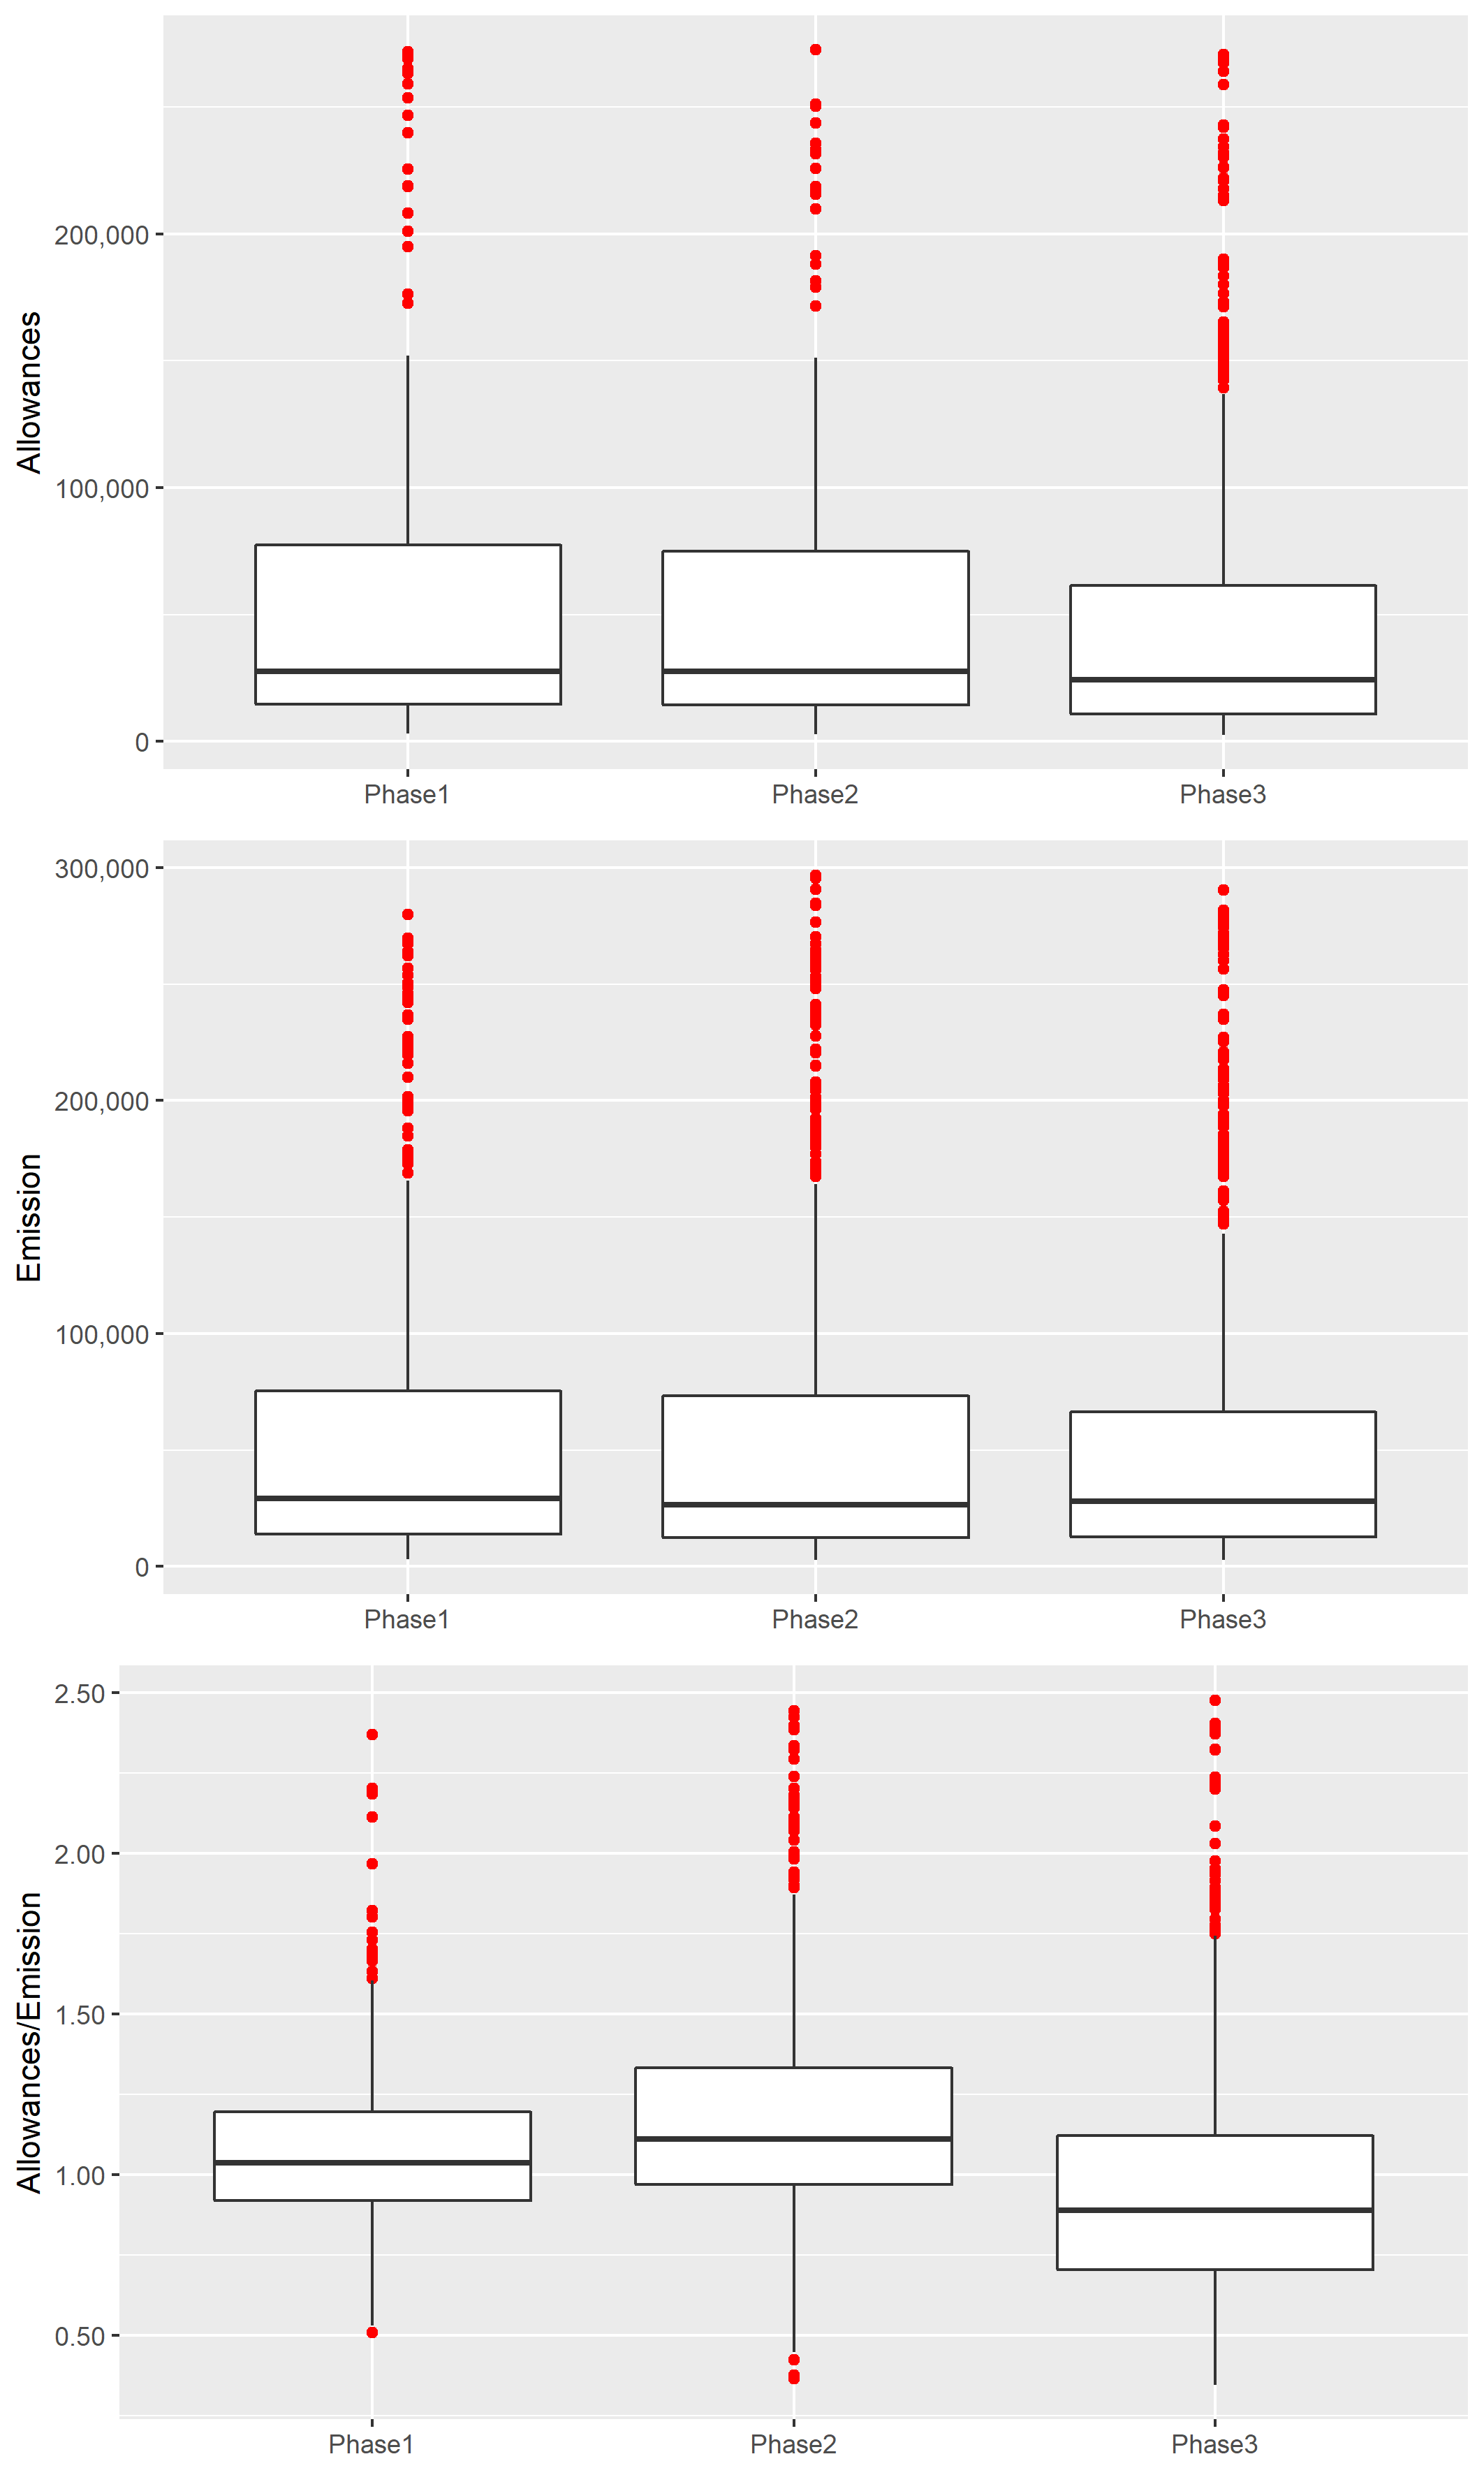 Allowances
200,000
100,000
0
Phase1 Phase2 Phase3
Emission
300,000
200,000
100,000
0
Phase1 Phase2 Phase3
Allowances/Emission
2.50
2.00
1.50
1.00
0.50
Phase1 Phase2 Phase3